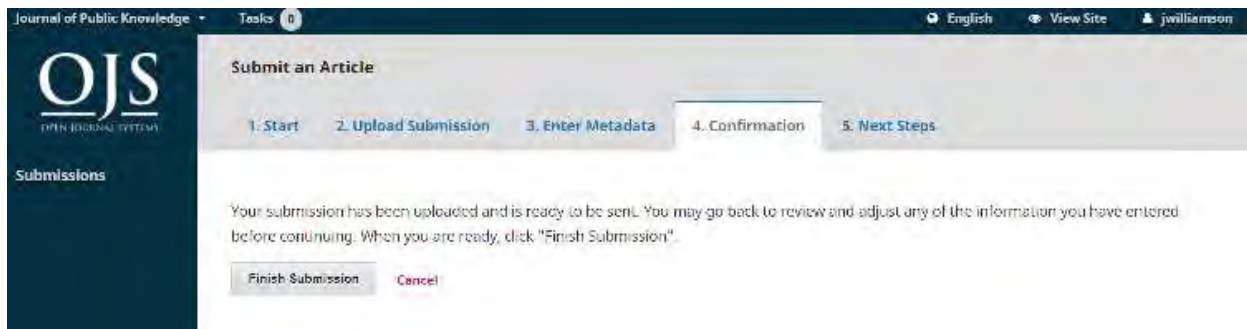 Journal of Public Knowledge Tasks 0 English View Site jwilliamson
OJS
OPEN JOURNAL SYSTEMS
Submissions
Submit an Article
1. Start 2. Upload Submission 3. Enter Metadata 4. Confirmation 5. Next Steps
Your submission has been uploaded and is ready to be sent. You may go back to review and adjust any of the information you have entered
before continuing. When you are ready, click "Finish Submission".
Finish Submission Cancel